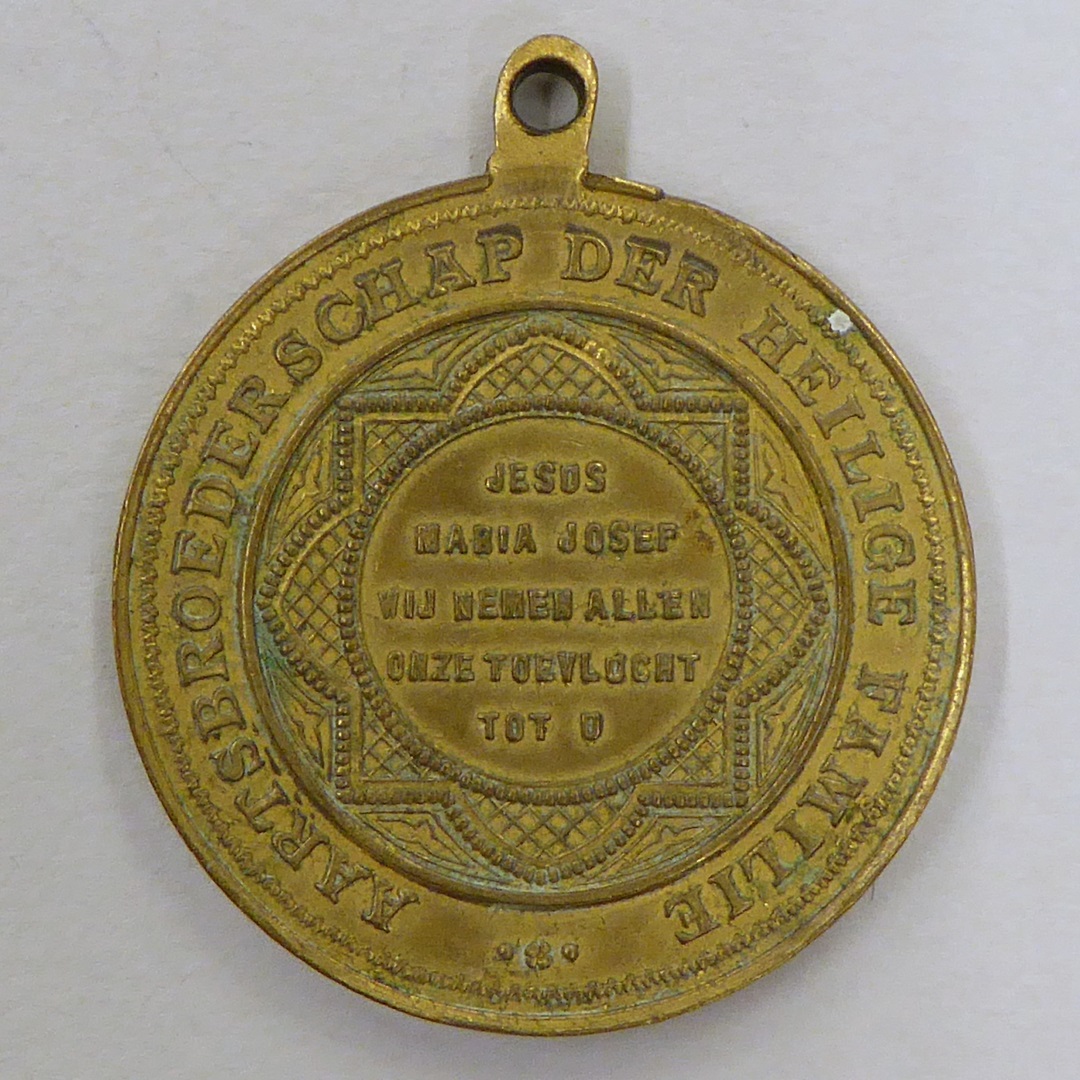 AARTSBROEDERSCHAP DER HEILIGE FAMILIE
JESUS
MARIA JOSEF
WIJ NEMEN ALLEN
ONZE TOEVLUCHT
TOT U